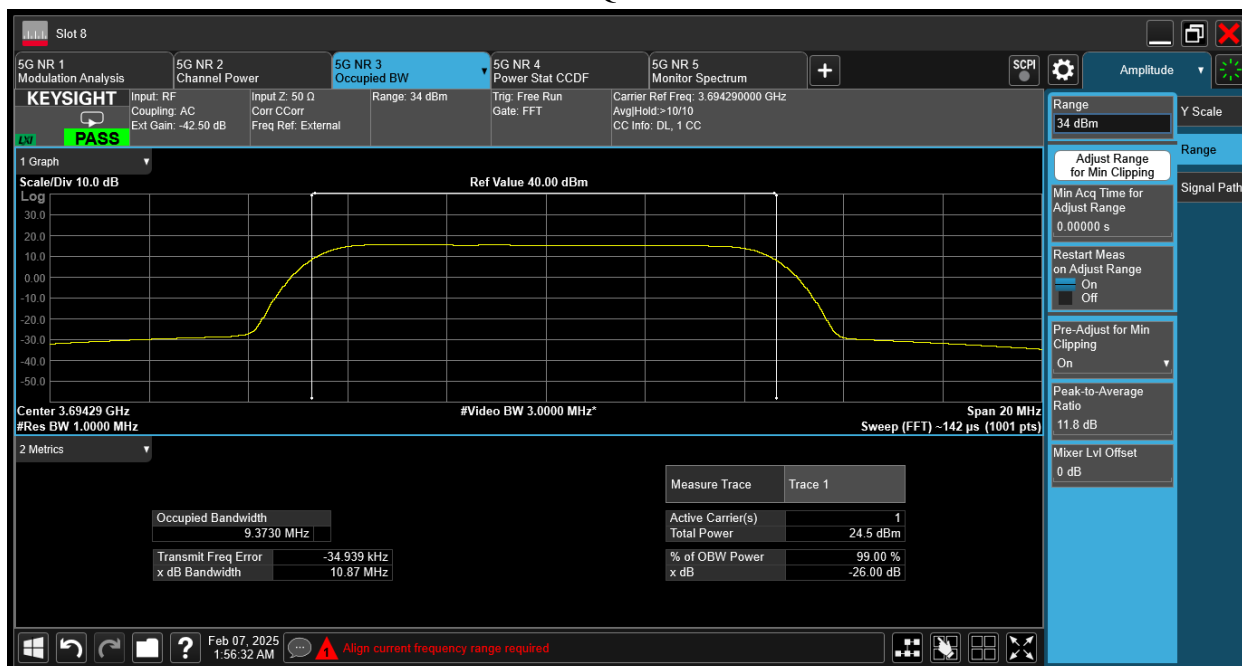 Slot 8
5G NR 1
Modulation Analysis
5G NR 2
Channel Power
5G NR 3
Occupied BW
5G NR 4
Power Stat CCDF
5G NR 5
Monitor Spectrum
+
SCPI
Amplitude
KEYSIGHT
LXI
PASS
Input: RF
Coupling: AC
Ext Gain: -42.50 dB
Input Z: 50 Ω
Corr CCorr
Freq Ref: External
Range: 34 dBm
Trig: Free Run
Gate: FFT
Carrier Ref Freq: 3.694290000 GHz
Avg|Hold:>10/10
CC Info: DL, 1 CC
1 Graph
Scale/Div 10.0 dB
Ref Value 40.00 dBm
Log
30.0
20.0
10.0
0.00
-10.0
-20.0
-30.0
-40.0
-50.0
Center 3.69429 GHz
#Video BW 3.0000 MHz*
Span 20 MHz
#Res BW 1.0000 MHz
Sweep (FFT) ~142 µs (1001 pts)
2 Metrics
Measure Trace Trace 1
Occupied Bandwidth
9.3730 MHz
Active Carrier(s) 1
Total Power 24.5 dBm
Transmit Freq Error -34.939 kHz
x dB Bandwidth 10.87 MHz
% of OBW Power 99.00 %
x dB -26.00 dB
Range
34 dBm
Adjust Range
for Min Clipping
Min Acq Time for
Adjust Range
0.00000 s
Restart Meas
on Adjust Range
On
Off
Pre-Adjust for Min
Clipping
On
Peak-to-Average
Ratio
11.8 dB
Mixer Lvl Offset
0 dB
Y Scale
Range
Signal Path
?
Feb 07, 2025
1:56:32 AM
1
Align current frequency range required